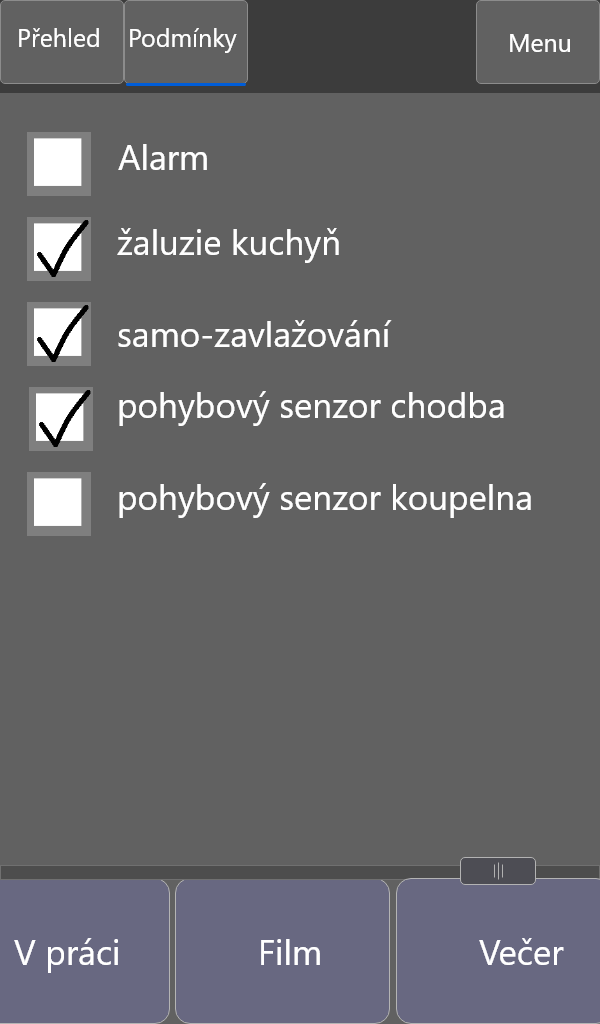 Přehled
Podmínky
Menu
Alarm
žaluzie kuchyň
samo-zavlažování
pohybový senzor chodba
pohybový senzor koupelna
V práci
Film
Večer